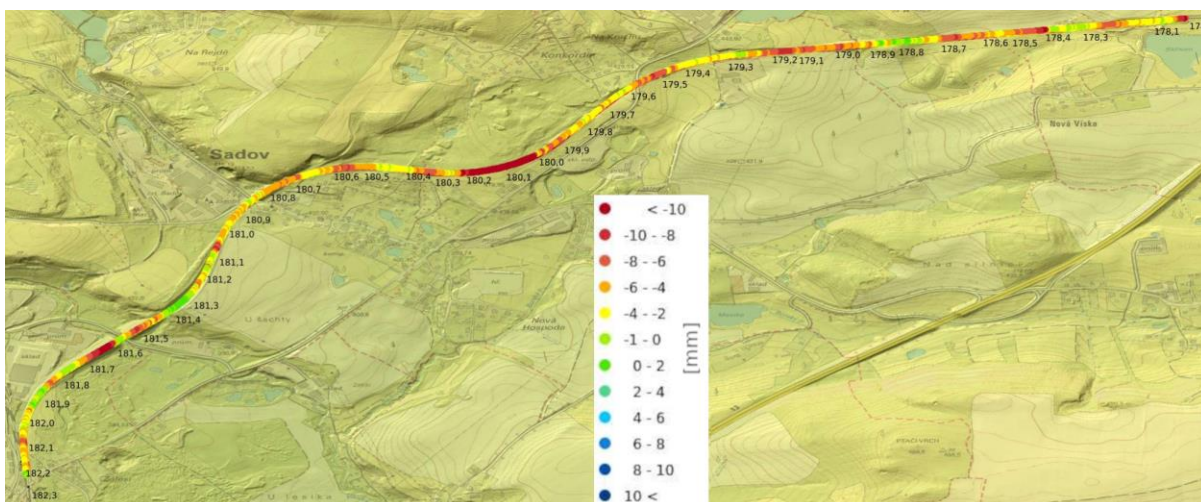 Na Rejdě
Konkordie
Sadov
178,1
178,3
178,4
178,5
178,6
178,7
178,8
178,9
179,0
179,1
179,2
179,3
179,4
179,5
179,6
179,7
179,8
179,9
180,0
180,1
180,2
180,3
180,4
180,5
180,6
180,7
180,8
180,9
181,0
181,1
181,2
181,3
181,4
181,5
181,6
181,7
181,8
181,9
182,0
182,1
182,2
182,3
Nová Víska
U šachty
Nová
Hospoda
PTAČÍ VRCH
U lesíka
< -10
-10 - -8
-8 - -6
-6 - -4
-4 - -2
-1 - 0
0 - 2
2 - 4
4 - 6
6 - 8
8 - 10
10 <
[mm]